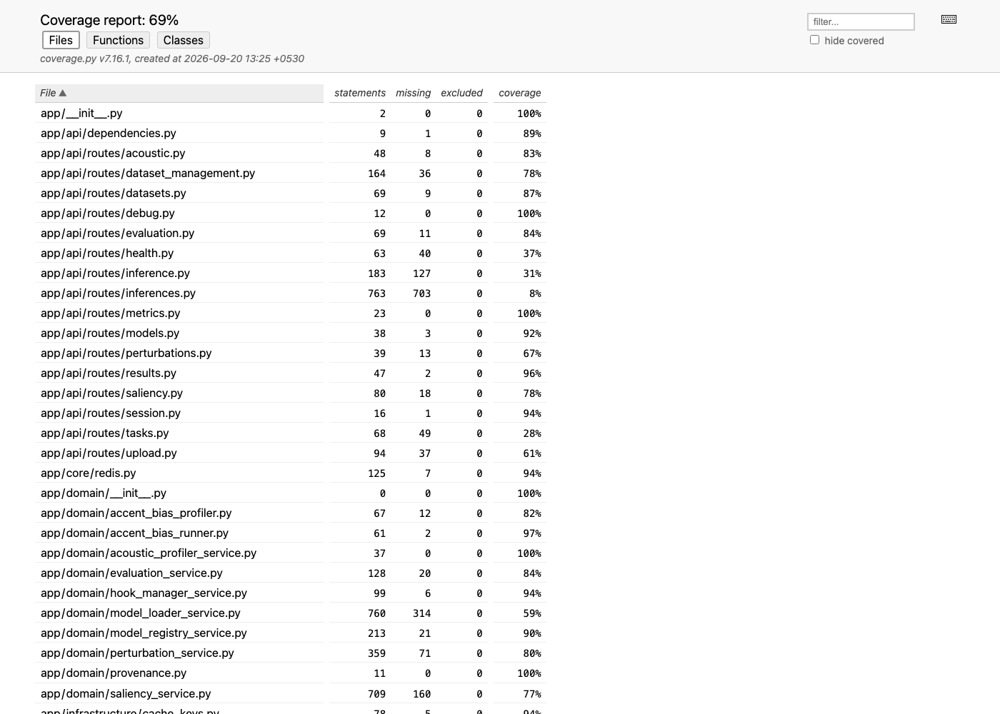 Coverage report: 69%
filter...
Files Functions Classes
hide covered
coverage.py v7.16.1, created at 2026-09-20 13:25 +0530
File ▲ statements missing excluded coverage
app/__init__.py 2 0 0 100%
app/api/dependencies.py 9 1 0 89%
app/api/routes/acoustic.py 48 8 0 83%
app/api/routes/dataset_management.py 164 36 0 78%
app/api/routes/datasets.py 69 9 0 87%
app/api/routes/debug.py 12 0 0 100%
app/api/routes/evaluation.py 69 11 0 84%
app/api/routes/health.py 63 40 0 37%
app/api/routes/inference.py 183 127 0 31%
app/api/routes/inferences.py 763 703 0 8%
app/api/routes/metrics.py 23 0 0 100%
app/api/routes/models.py 38 3 0 92%
app/api/routes/perturbations.py 39 13 0 67%
app/api/routes/results.py 47 2 0 96%
app/api/routes/saliency.py 80 18 0 78%
app/api/routes/session.py 16 1 0 94%
app/api/routes/tasks.py 68 49 0 28%
app/api/routes/upload.py 94 37 0 61%
app/core/redis.py 125 7 0 94%
app/domain/__init__.py 0 0 0 100%
app/domain/accent_bias_profiler.py 67 12 0 82%
app/domain/accent_bias_runner.py 61 2 0 97%
app/domain/acoustic_profiler_service.py 37 0 0 100%
app/domain/evaluation_service.py 128 20 0 84%
app/domain/hook_manager_service.py 99 6 0 94%
app/domain/model_loader_service.py 760 314 0 59%
app/domain/model_registry_service.py 213 21 0 90%
app/domain/perturbation_service.py 359 71 0 80%
app/domain/provenance.py 11 0 0 100%
app/domain/saliency_service.py 709 160 0 77%
app/infrastructure/cache_keys.py 78 5 0 94%